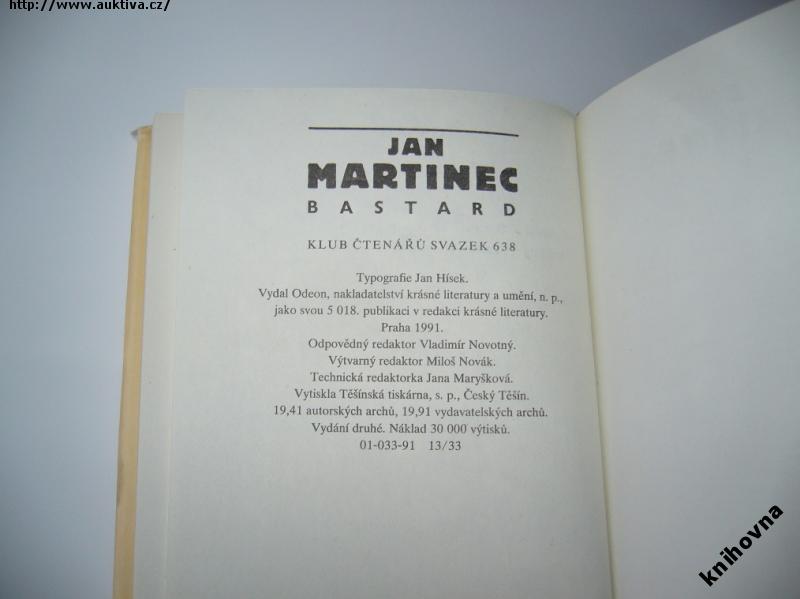 http://www.auktiva.cz/
JAN
MARTINEC
BASTARD
KLUB ČTENÁŘŮ SVAZEK 638
Typografie Jan Hísek.
Vydal Odeon, nakladatelství krásné literatury a umění, n. p.,
jako svou 5 018. publikaci v redakci krásné literatury.
Praha 1991.
Odpovědný redaktor Vladimír Novotný.
Výtvarný redaktor Miloš Novák.
Technická redaktorka Jana Maryšková.
Vytiskla Těšínská tiskárna, s. p., Český Těšín.
19,41 autorských archů, 19,91 vydavatelských archů.
Vydání druhé. Náklad 30 000 výtisků.
01-033-91 13/33
knihovna